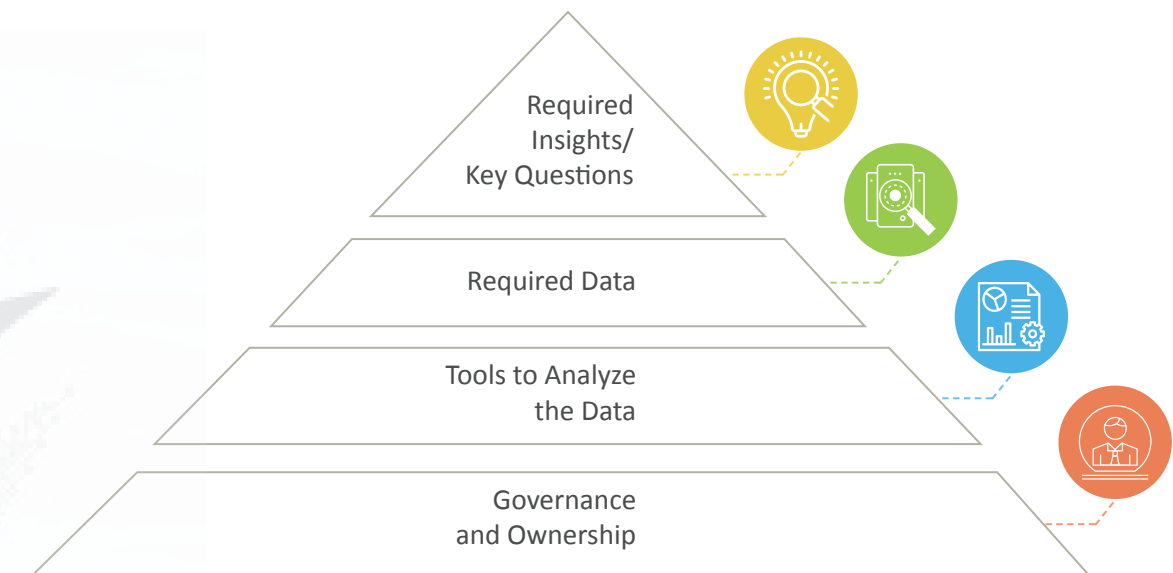 Required
Insights/
Key Questions
Required Data
Tools to Analyze
the Data
Governance
and Ownership